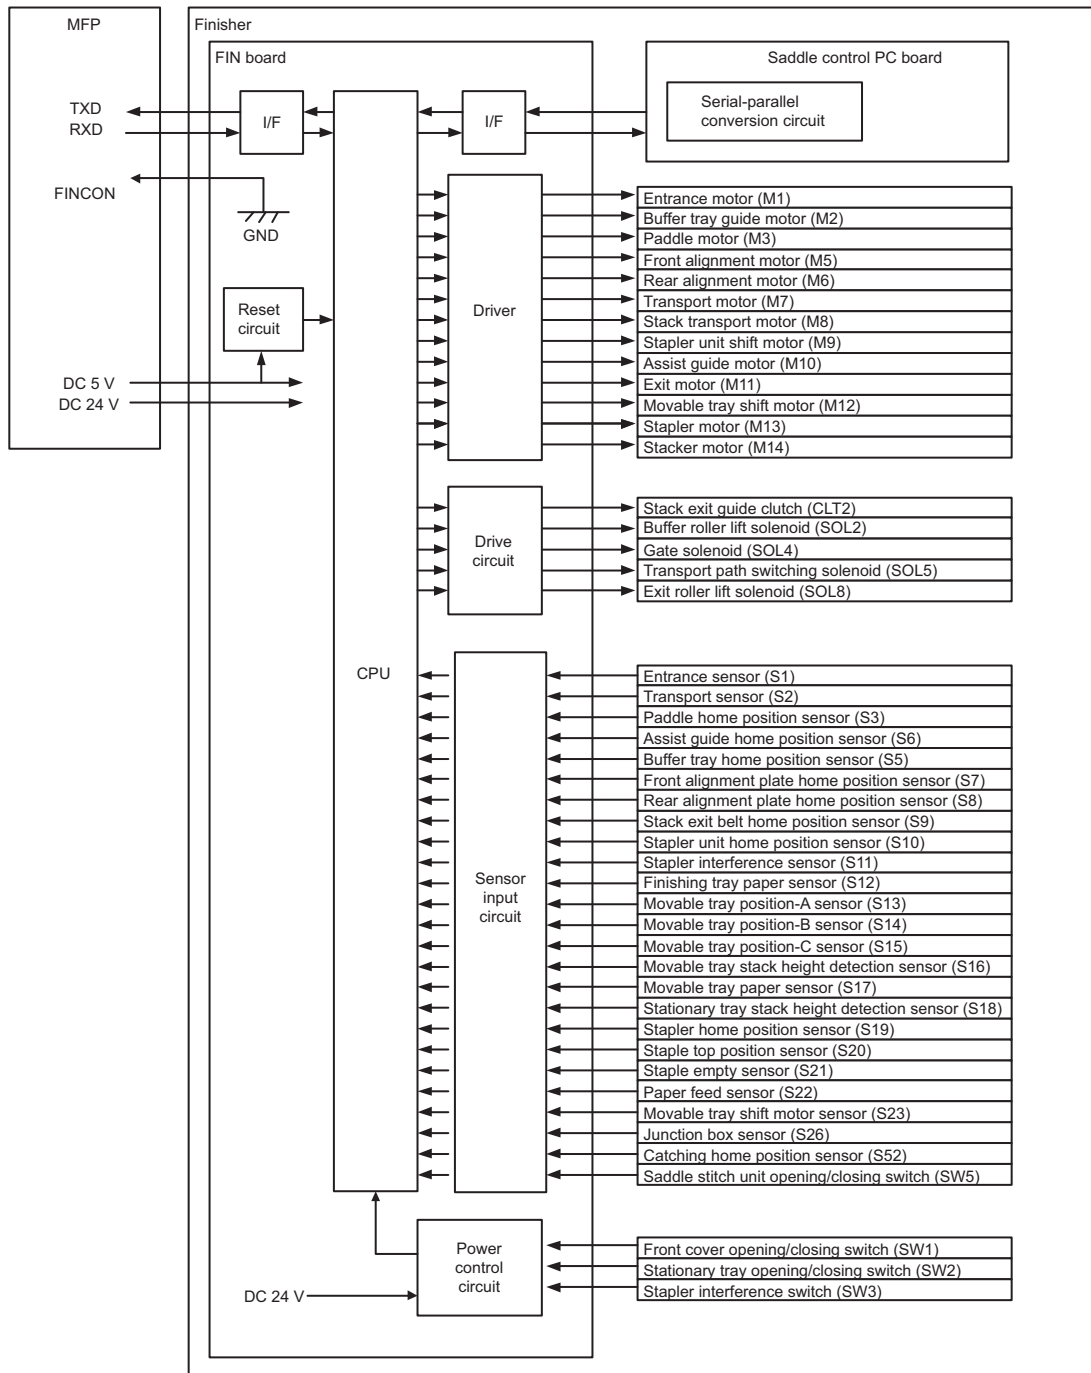 MFP
Finisher
FIN board
Saddle control PC board
TXD
RXD
I/F
I/F
Serial-parallel
conversion circuit
FINCON
GND
Reset
circuit
DC 5 V
DC 24 V
CPU
Driver
Entrance motor (M1)
Buffer tray guide motor (M2)
Paddle motor (M3)
Front alignment motor (M5)
Rear alignment motor (M6)
Transport motor (M7)
Stack transport motor (M8)
Stapler unit shift motor (M9)
Assist guide motor (M10)
Exit motor (M11)
Movable tray shift motor (M12)
Stapler motor (M13)
Stacker motor (M14)
Drive
circuit
Stack exit guide clutch (CLT2)
Buffer roller lift solenoid (SOL2)
Gate solenoid (SOL4)
Transport path switching solenoid (SOL5)
Exit roller lift solenoid (SOL8)
Sensor
input
circuit
Entrance sensor (S1)
Transport sensor (S2)
Paddle home position sensor (S3)
Assist guide home position sensor (S6)
Buffer tray home position sensor (S5)
Front alignment plate home position sensor (S7)
Rear alignment plate home position sensor (S8)
Stack exit belt home position sensor (S9)
Stapler unit home position sensor (S10)
Stapler interference sensor (S11)
Finishing tray paper sensor (S12)
Movable tray position-A sensor (S13)
Movable tray position-B sensor (S14)
Movable tray position-C sensor (S15)
Movable tray stack height detection sensor (S16)
Movable tray paper sensor (S17)
Stationary tray stack height detection sensor (S18)
Stapler home position sensor (S19)
Staple top position sensor (S20)
Staple empty sensor (S21)
Paper feed sensor (S22)
Movable tray shift motor sensor (S23)
Junction box sensor (S26)
Catching home position sensor (S52)
Saddle stitch unit opening/closing switch (SW5)
Power
control
circuit
DC 24 V
Front cover opening/closing switch (SW1)
Stationary tray opening/closing switch (SW2)
Stapler interference switch (SW3)